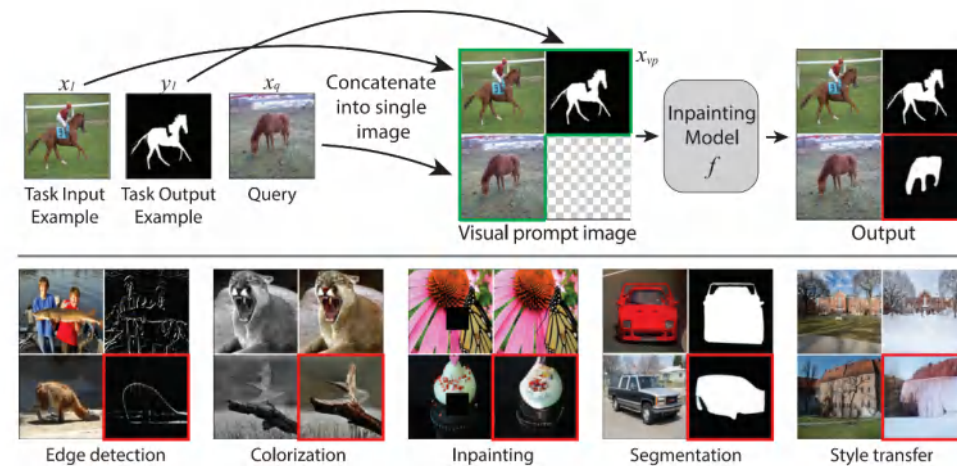 x1 y1 xq
Concatenate
into single
image
xvp
Inpainting
Model
f
Task Input
Example
Task Output
Example
Query
Visual prompt image
Output
Edge detection
Colorization
Inpainting
Segmentation
Style transfer